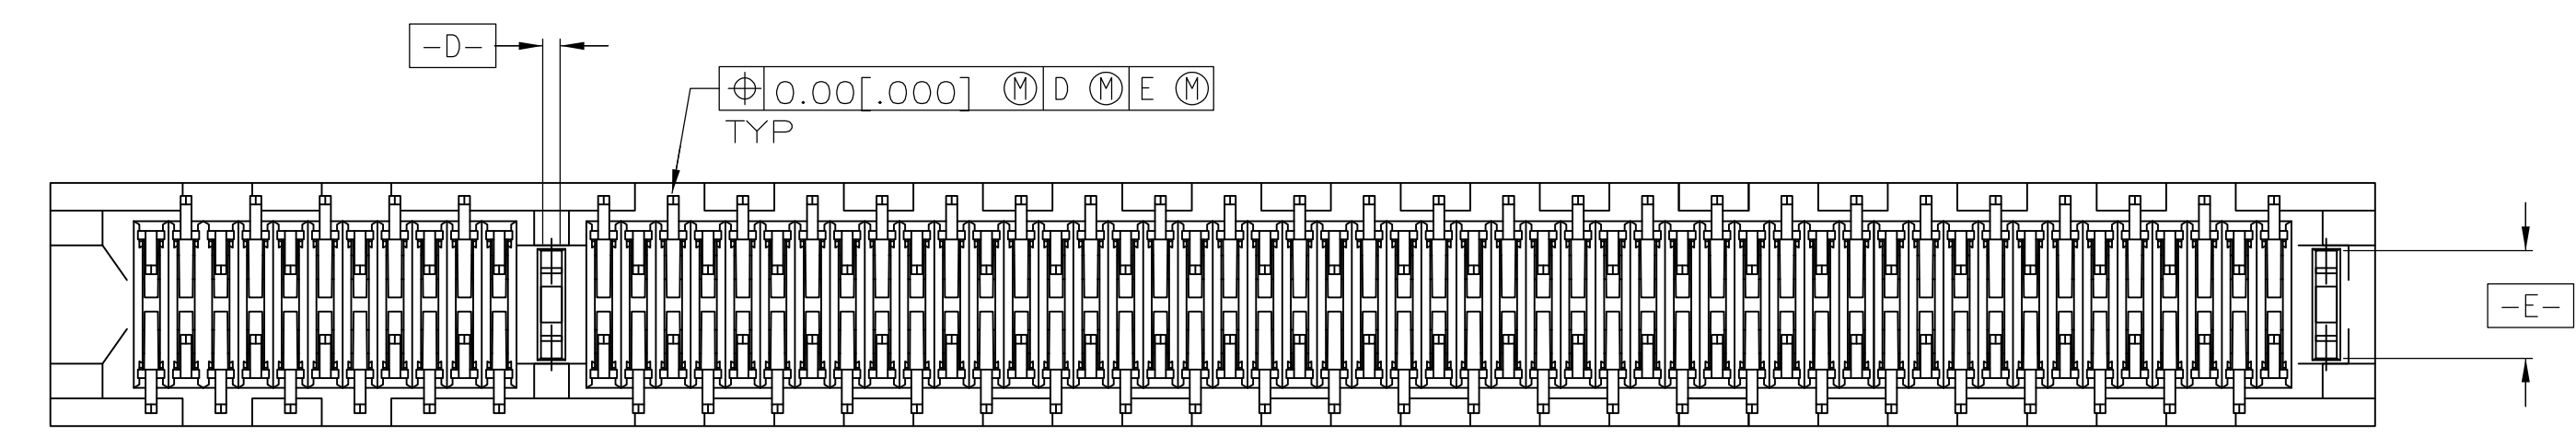 -D-
⌖ 0.00[.000] Ⓜ D Ⓜ E Ⓜ
TYP
-E-